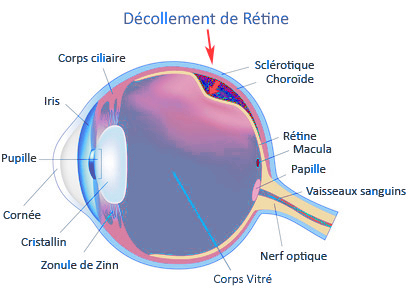 Décollement de Rétine
Corps ciliaire
Sclérotique
Choroïde
Iris
Rétine
Macula
Pupille
Papille
Vaisseaux sanguins
Cornée
Cristallin
Nerf optique
Zonule de Zinn
Corps Vitré